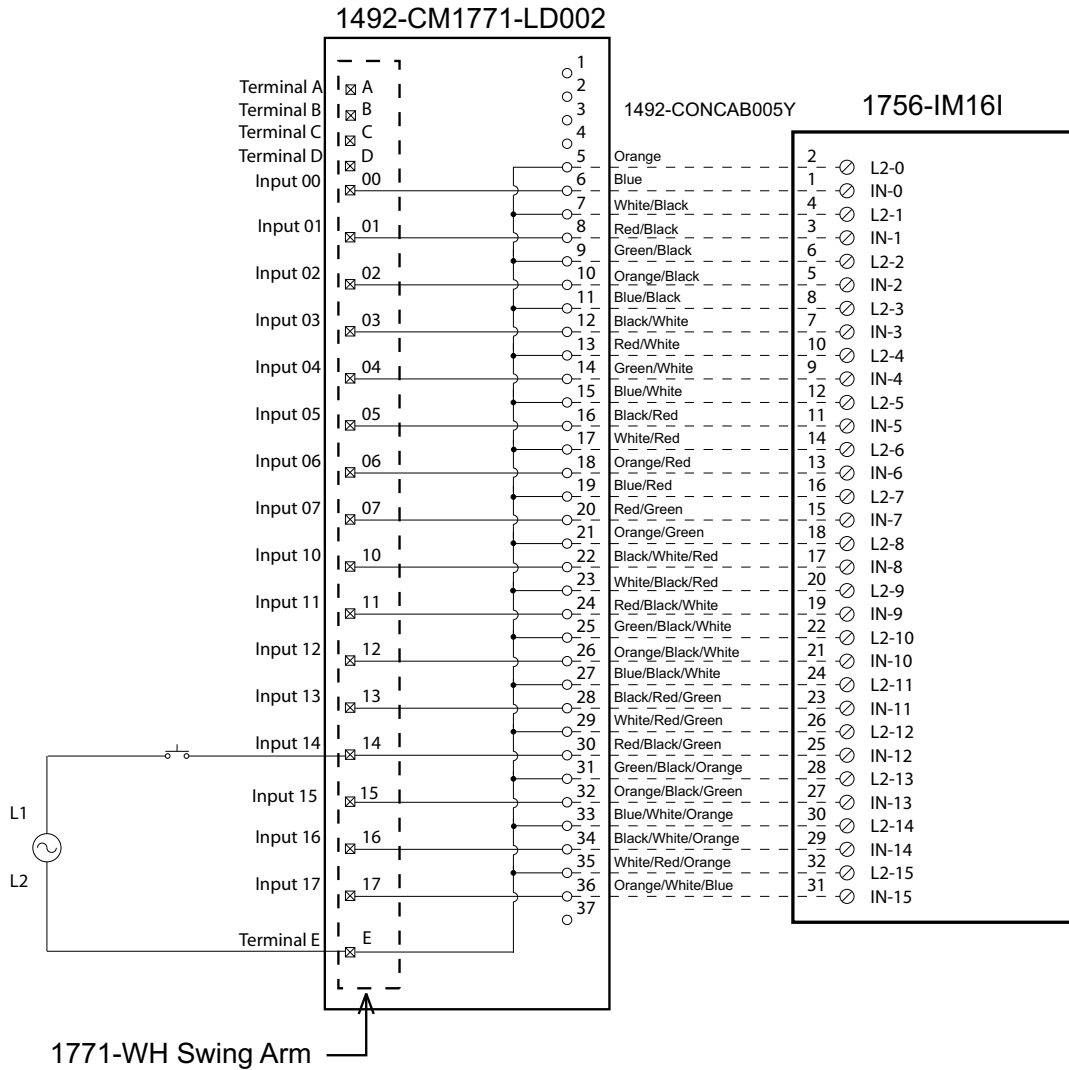 1492-CM1771-LD002
1492-CONCAB005Y
1756-IM16I
1
Terminal A A 2
Terminal B B 3
Terminal C C 4
Terminal D D 5 Orange 2 L2-0
Input 00 00 6 Blue 1 IN-0
7 White/Black 4 L2-1
Input 01 01 8 Red/Black 3 IN-1
9 Green/Black 6 L2-2
Input 02 02 10 Orange/Black 5 IN-2
11 Blue/Black 8 L2-3
Input 03 03 12 Black/White 7 IN-3
13 Red/White 10 L2-4
Input 04 04 14 Green/White 9 IN-4
15 Blue/White 12 L2-5
Input 05 05 16 Black/Red 11 IN-5
17 White/Red 14 L2-6
Input 06 06 18 Orange/Red 13 IN-6
19 Blue/Red 16 L2-7
Input 07 07 20 Red/Green 15 IN-7
21 Orange/Green 18 L2-8
Input 10 10 22 Black/White/Red 17 IN-8
23 White/Black/Red 20 L2-9
Input 11 11 24 Red/Black/White 19 IN-9
25 Green/Black/White 22 L2-10
Input 12 12 26 Orange/Black/White 21 IN-10
27 Blue/Black/White 24 L2-11
Input 13 13 28 Black/Red/Green 23 IN-11
29 White/Red/Green 26 L2-12
Input 14 14 30 Red/Black/Green 25 IN-12
31 Green/Black/Orange 28 L2-13
Input 15 15 32 Orange/Black/Green 27 IN-13
L1
33 Blue/White/Orange 30 L2-14
Input 16 16 34 Black/White/Orange 29 IN-14
35 White/Red/Orange 32 L2-15
L2
Input 17 17 36 Orange/White/Blue 31 IN-15
37
Terminal E E
1771-WH Swing Arm